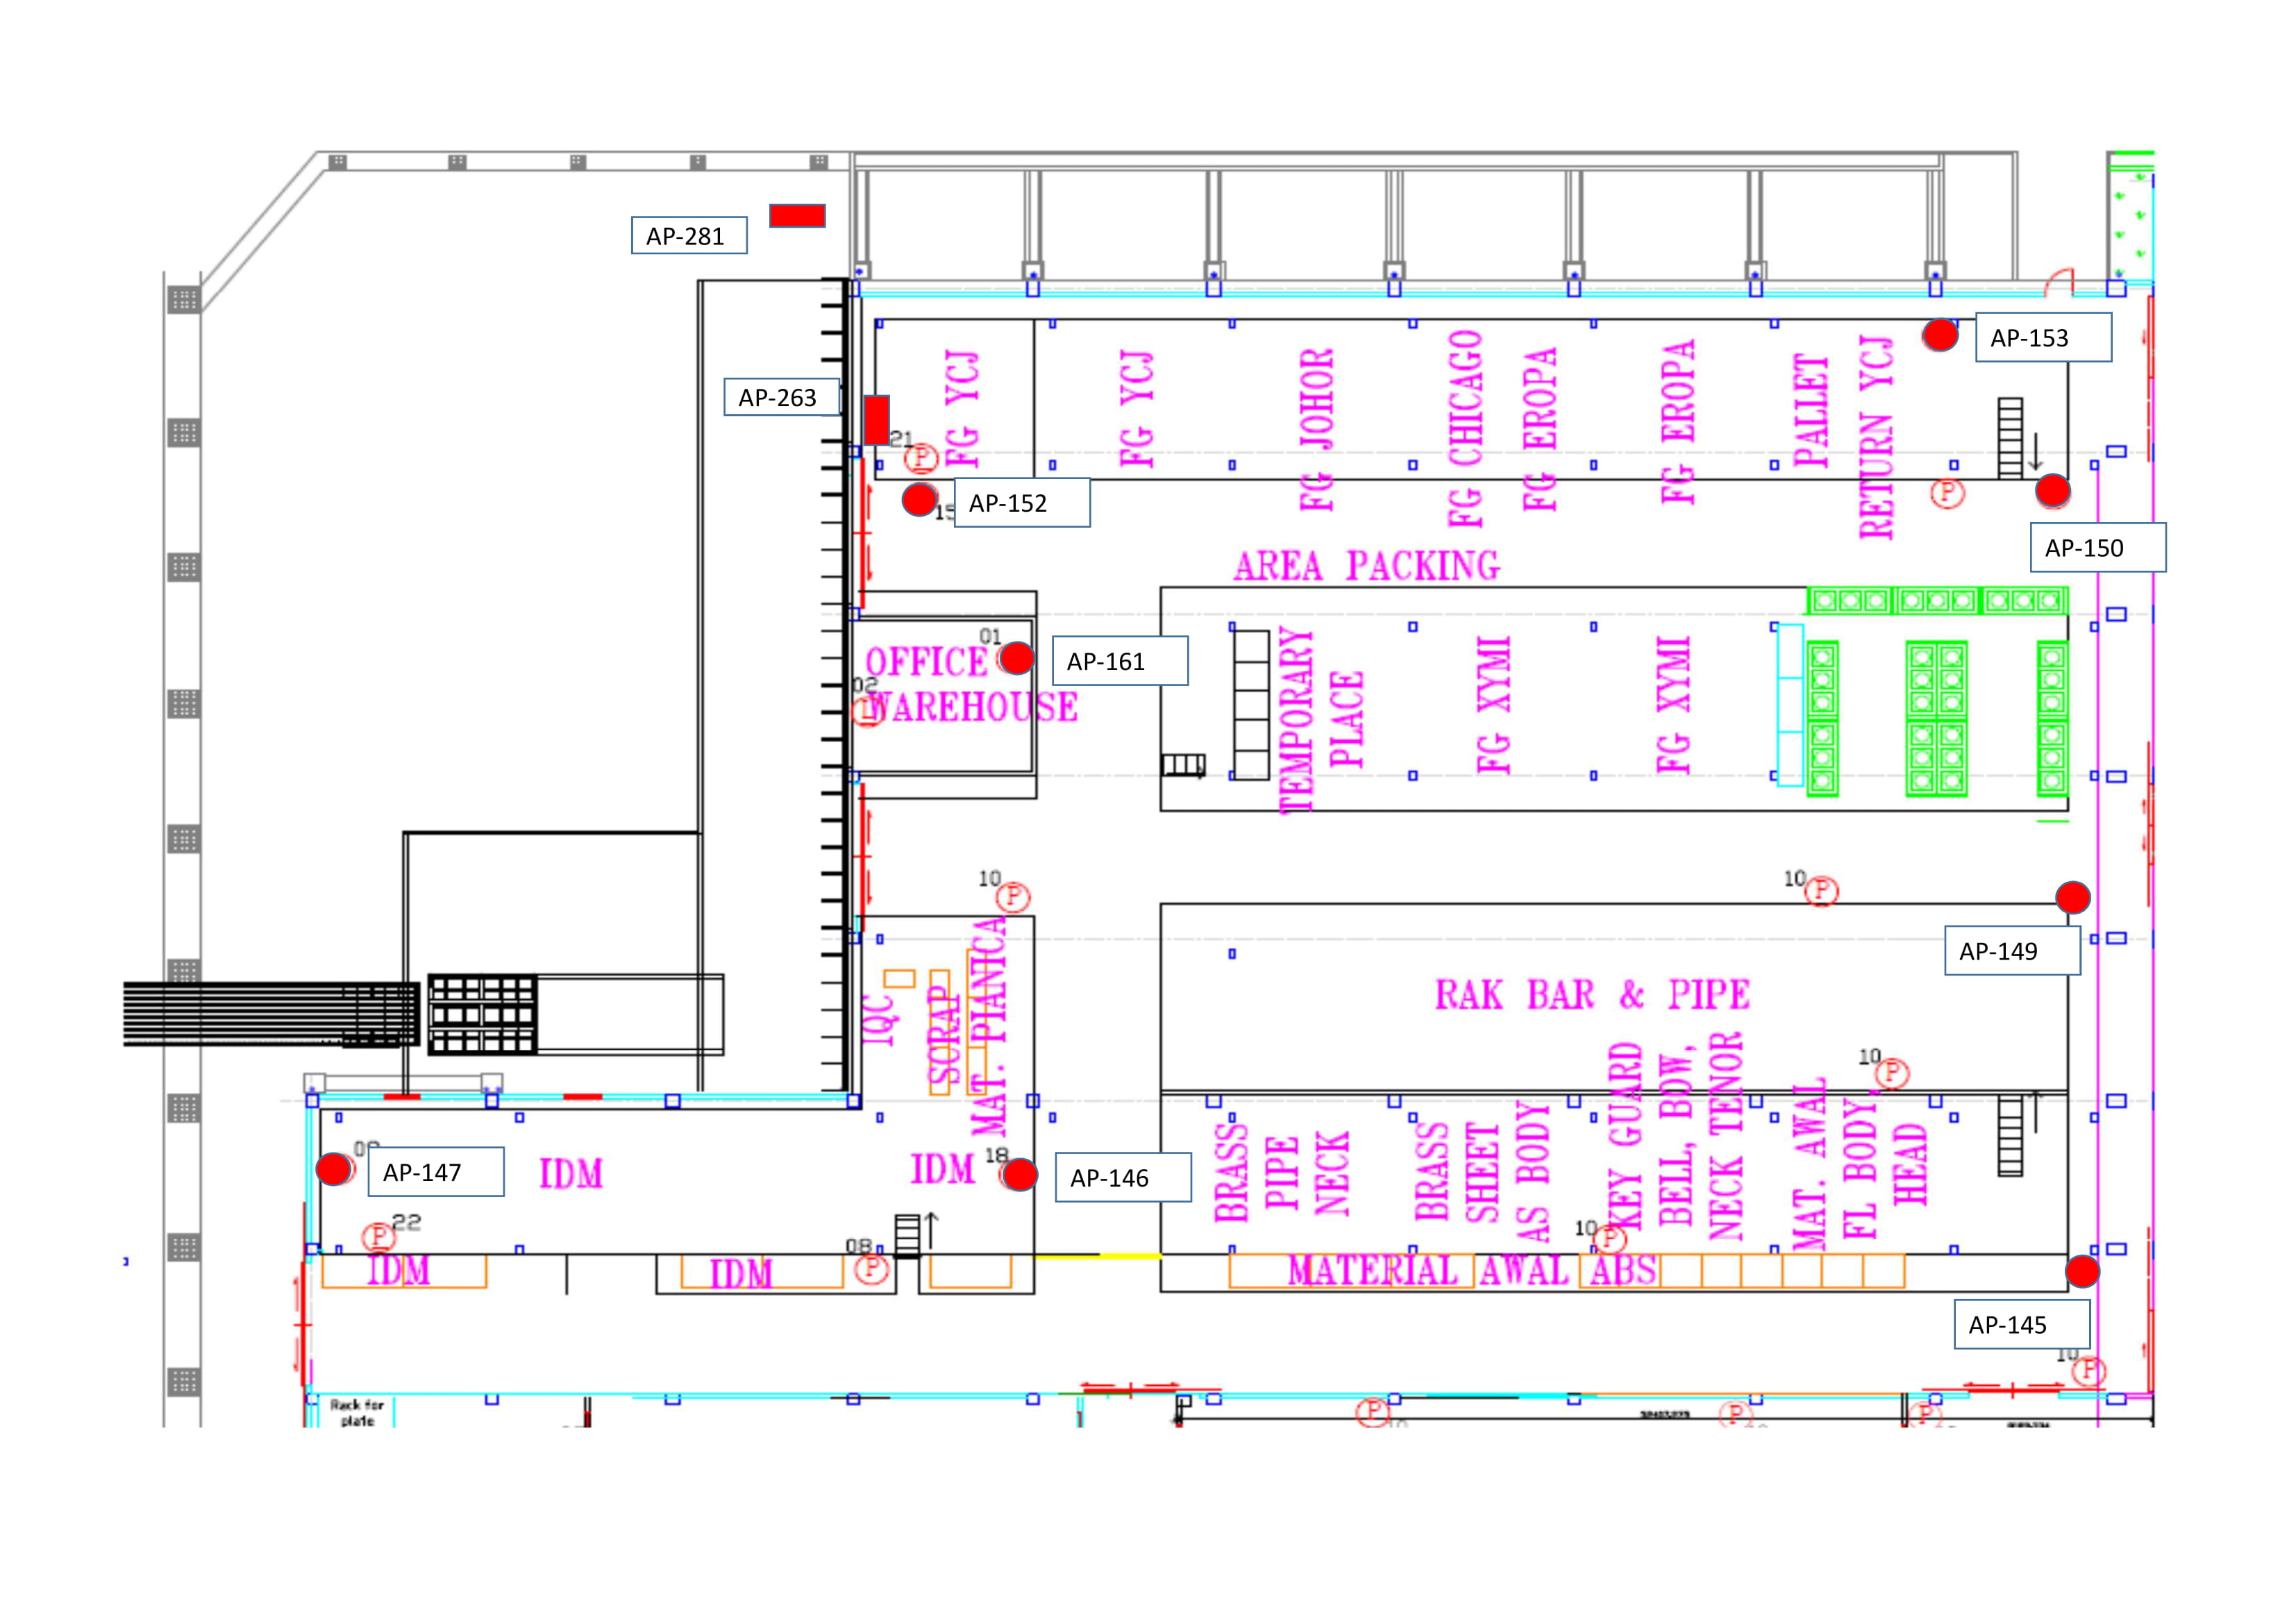 AP-281
AP-153
AP-263
FG YCJ
FG YCJ
FG JOHOR
FG CHICAGO
FG EROPA
FG EROPA
PALLET
RETURN YCJ
21
P
AP-152
15
P
AP-150
AREA PACKING
01
OFFICE
AP-161
02
WAREHOUSE
TEMPORARY
PLACE
FG XYMI
FG XYMI
10
P
10
P
AP-149
IQC
SCRAP
MAT. PIANICA
RAK BAR & PIPE
10
P
AP-147
IDM
IDM
18
AP-146
BRASS
PIPE
NECK
BRASS
SHEET
AS BODY
KEY GUARD
BELL, BOW,
NECK TENOR
MAT. AWAL
FL BODY,
HEAD
22
P
08
P
10
P
IDM
IDM
MATERIAL AWAL ABS
AP-145
10
P
Rack for
plate
P
P
P